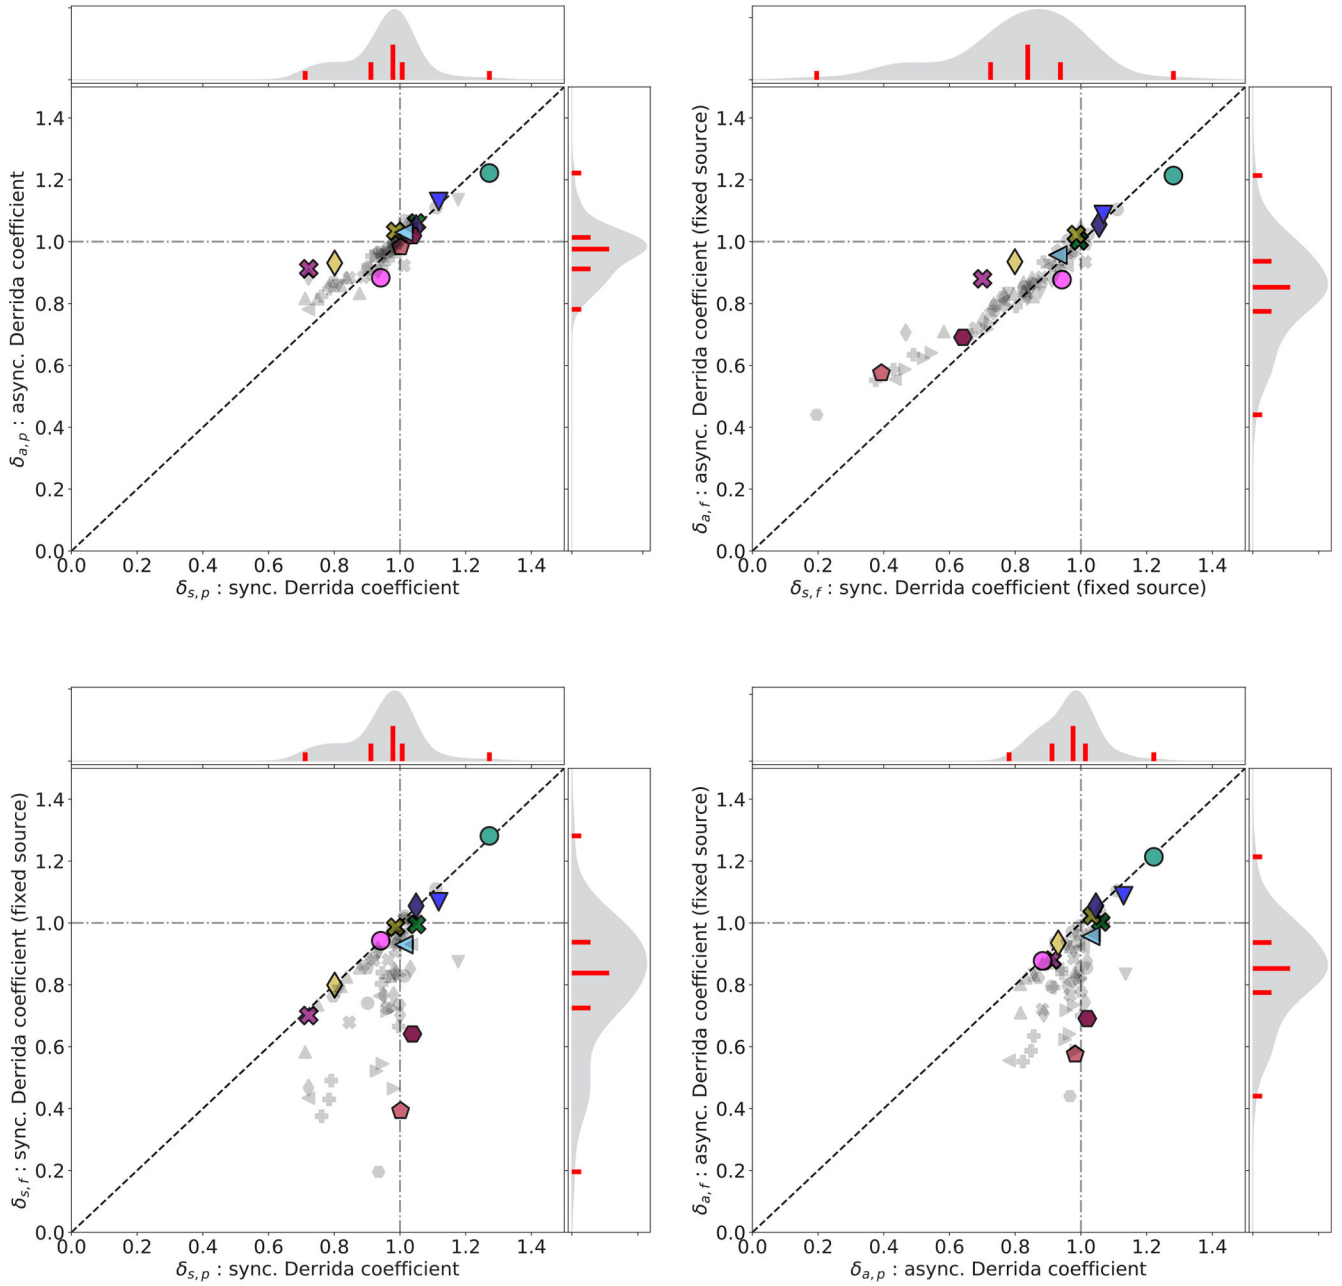 1.4
1.2
1.0
0.8
0.6
0.4
0.2
0.0
δa,p : async. Derrida coefficient
0.0 0.2 0.4 0.6 0.8 1.0 1.2 1.4
δs,p : sync. Derrida coefficient
1.4
1.2
1.0
0.8
0.6
0.4
0.2
0.0
δa,f : async. Derrida coefficient (fixed source)
0.0 0.2 0.4 0.6 0.8 1.0 1.2 1.4
δs,f : sync. Derrida coefficient (fixed source)
1.4
1.2
1.0
0.8
0.6
0.4
0.2
0.0
δs,f : sync. Derrida coefficient (fixed source)
0.0 0.2 0.4 0.6 0.8 1.0 1.2 1.4
δs,p : sync. Derrida coefficient
1.4
1.2
1.0
0.8
0.6
0.4
0.2
0.0
δa,f : async. Derrida coefficient (fixed source)
0.0 0.2 0.4 0.6 0.8 1.0 1.2 1.4
δa,p : async. Derrida coefficient